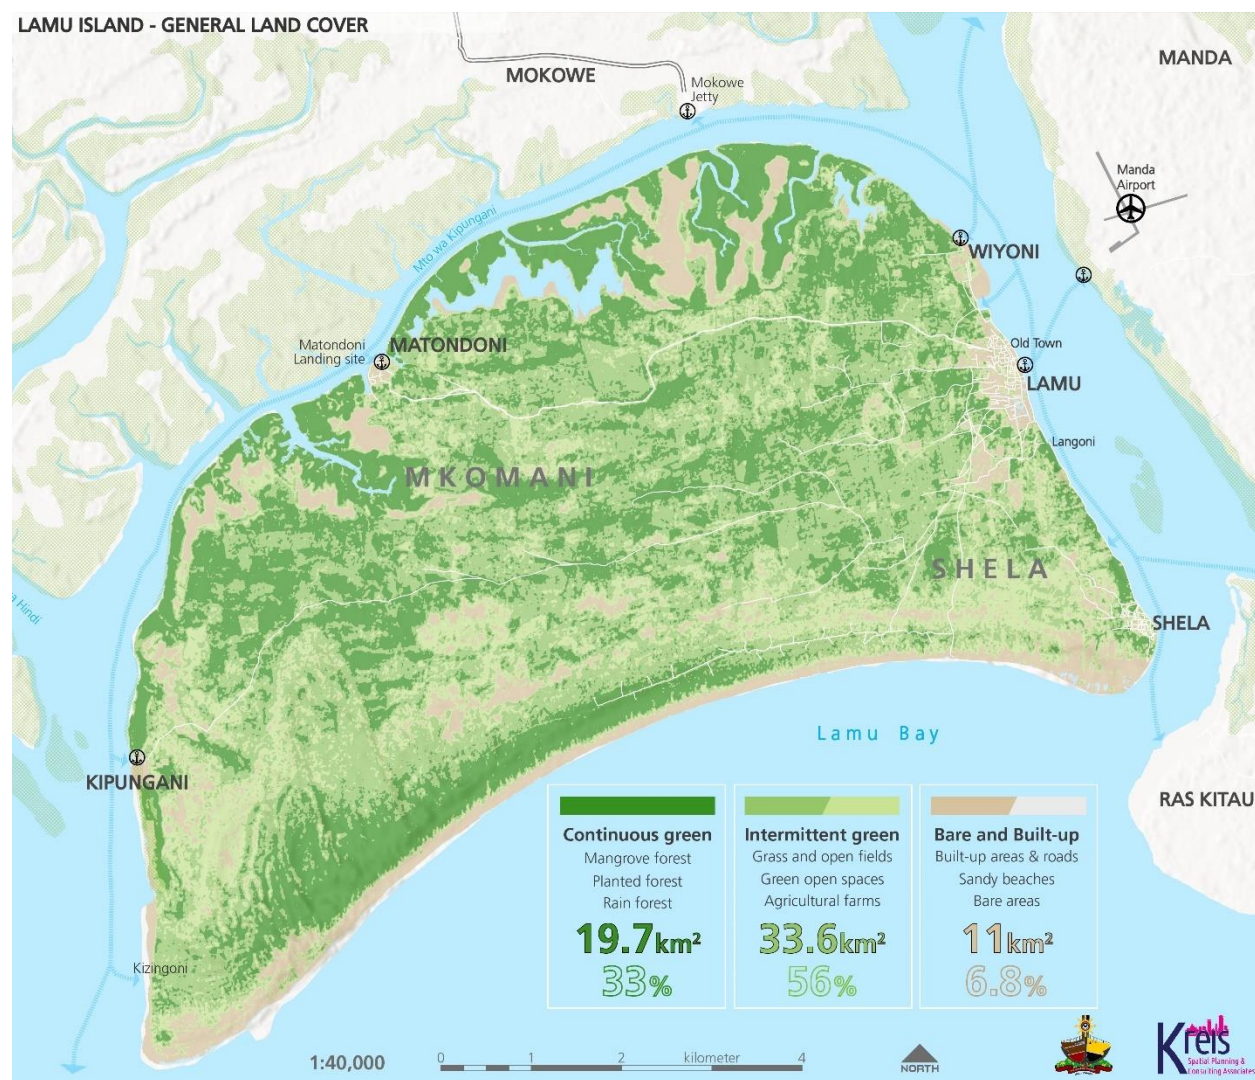 LAMU ISLAND - GENERAL LAND COVER
MANDA
MOKOWE
Mokowe
Jetty
Manda
Airport
Mto wa Kipungani
WIYONI
Matondoni
Landing site
MATONDONI
Old Town
LAMU
Langoni
MKOMANI
SHELA
a Hindi
SHELA
Lamu Bay
KIPUNGANI
RAS KITAU
Continuous green
Mangrove forest
Planted forest
Rain forest
19.7km²
33%
Intermittent green
Grass and open fields
Green open spaces
Agricultural farms
33.6km²
56%
Bare and Built-up
Built-up areas & roads
Sandy beaches
Bare areas
11km²
6.8%
Kizingoni
1:40,000
0 1 2 kilometer 4
NORTH
Kreis
Spatial Planning &
Consulting Associates